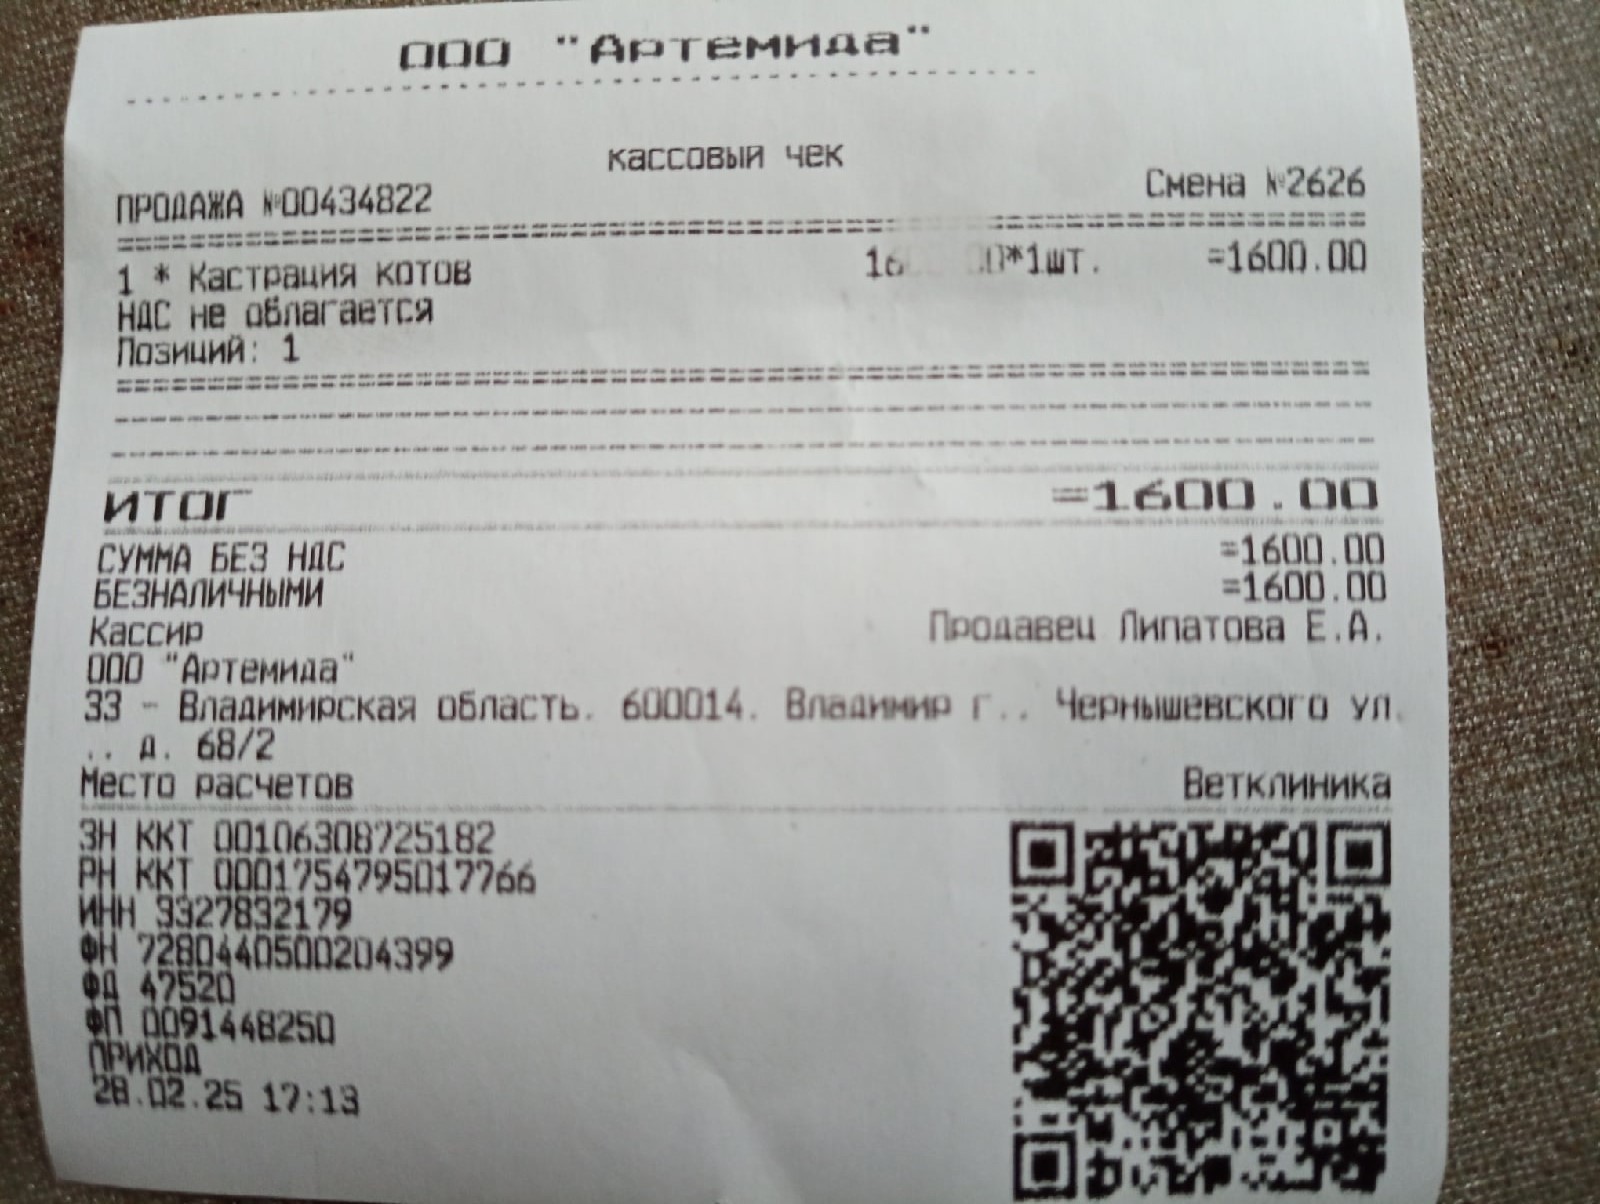 ООО "Артемида"
кассовый чек
ПРОДАЖА №00434822 Смена №2626
1 * Кастрация котов *1шт. =1600.00
НДС не облагается
Позиций: 1
ИТОГ =1600.00
СУММА БЕЗ НДС =1600.00
БЕЗНАЛИЧНЫМИ =1600.00
Кассир Продавец Липатова Е.А.
ООО "Артемида"
33 - Владимирская область. 600014. Владимир г.. Чернышевского ул.
.. д. 68/2
Место расчетов Ветклиника
ЗН ККТ 00106308725182
РН ККТ 0001754795017766
ИНН 3327832179
ФН 7280440500204399
ФД 47520
ФП 0091448250
ПРИХОД
28.02.25 17:13